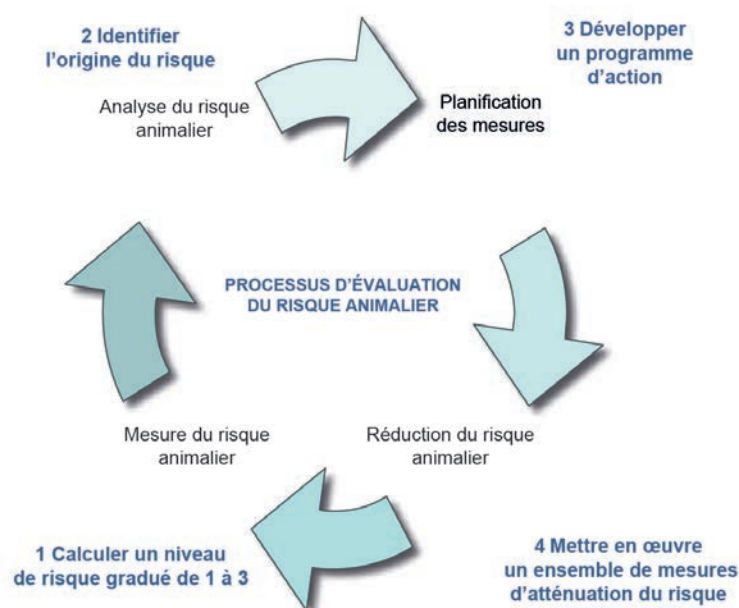 2 Identifier
l'origine du risque
Analyse du risque
animalier
3 Développer
un programme
d'action
Planification
des mesures
PROCESSUS D'ÉVALUATION
DU RISQUE ANIMALIER
Mesure du risque
animalier
Réduction du risque
animalier
1 Calculer un niveau
de risque gradué de 1 à 3
4 Mettre en œuvre
un ensemble de mesures
d'atténuation du risque